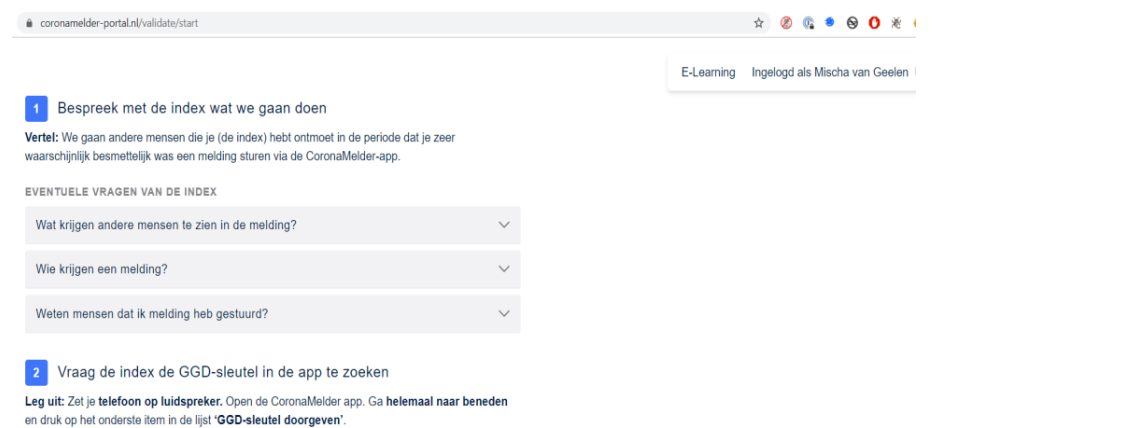 coronamelder-portal.nl/validate/start
E-Learning Ingelogd als Mischa van Geelen
1 Bespreek met de index wat we gaan doen
Vertel: We gaan andere mensen die je (de index) hebt ontmoet in de periode dat je zeer
waarschijnlijk besmettelijk was een melding sturen via de CoronaMelder-app.
EVENTUELE VRAGEN VAN DE INDEX
Wat krijgen andere mensen te zien in de melding?
Wie krijgen een melding?
Weten mensen dat ik melding heb gestuurd?
2 Vraag de index de GGD-sleutel in de app te zoeken
Leg uit: Zet je telefoon op luidspreker. Open de CoronaMelder app. Ga helemaal naar beneden
en druk op het onderste item in de lijst ‘GGD-sleutel doorgeven’.